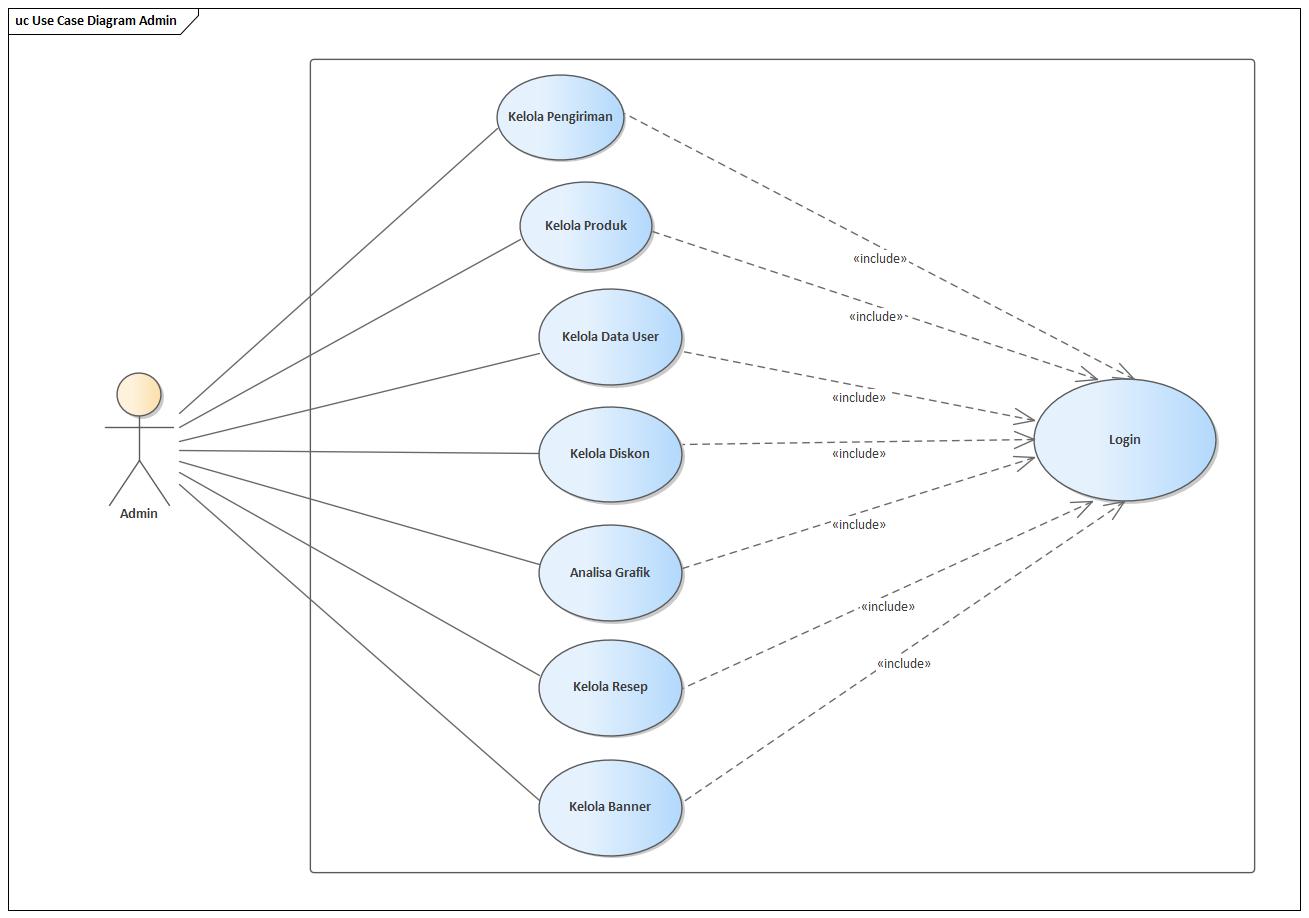 uc Use Case Diagram Admin
Kelola Pengiriman
Kelola Produk
«include»
«include»
Kelola Data User
«include»
Login
Kelola Diskon
«include»
Admin
«include»
Analisa Grafik
«include»
Kelola Resep
«include»
Kelola Banner